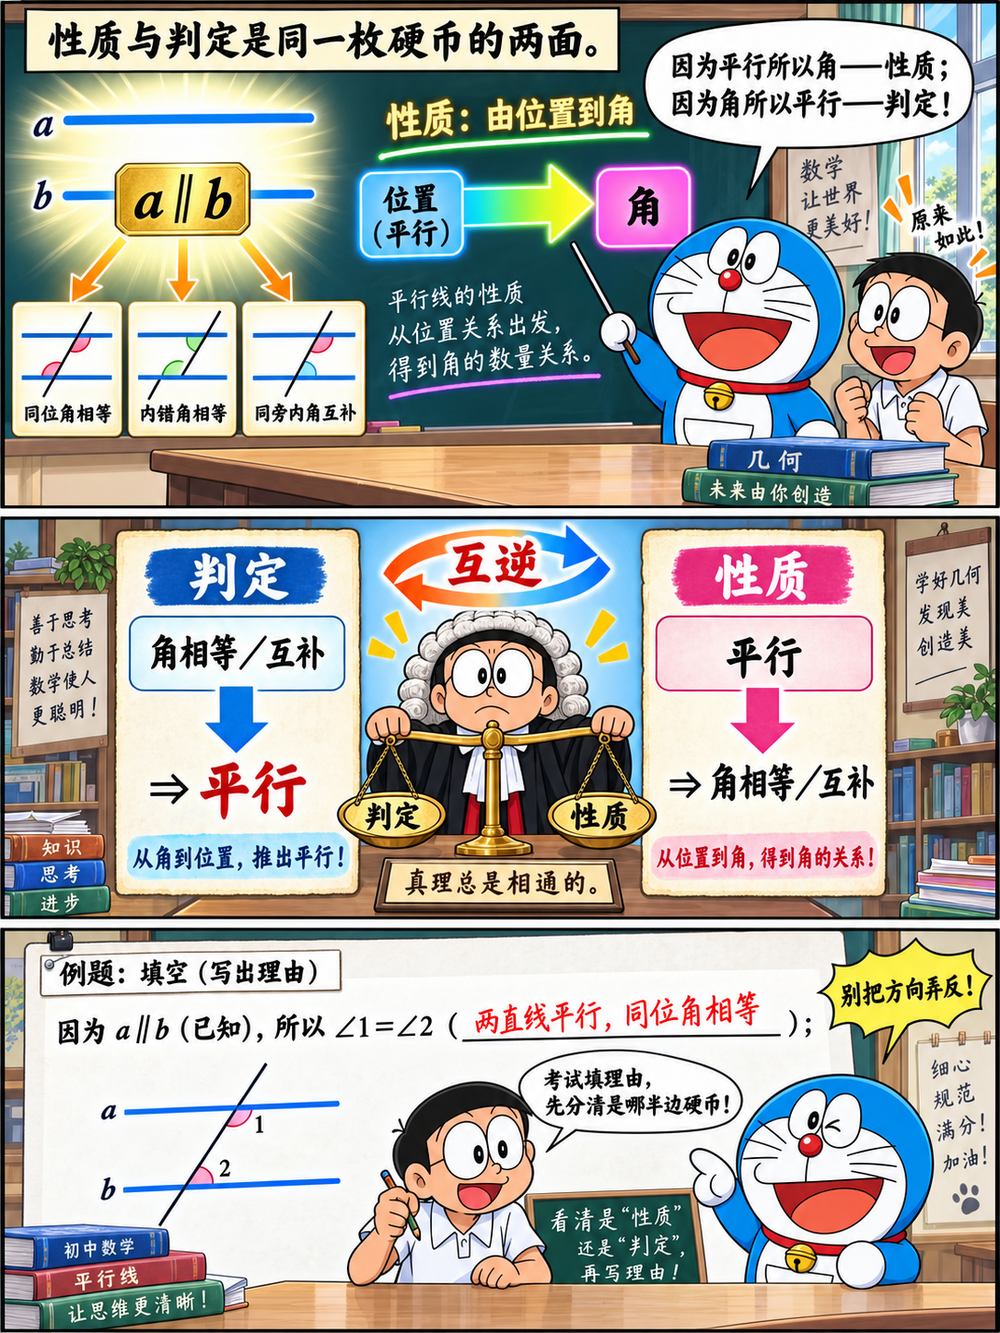 性质与判定是同一枚硬币的两面。
因为平行所以角——性质；
因为角所以平行——判定！
a
b
a∥b
性质：由位置到角
位置
（平行）
角
平行线的性质
从位置关系出发，
得到角的数量关系。
同位角相等
内错角相等
同旁内角互补
数学
让世界
更美好！
原来
如此！
几何
未来由你创造
判定
角相等／互补
⇒平行
从角到位置，推出平行！
互逆
判定
性质
真理总是相通的。
性质
平行
⇒角相等／互补
从位置到角，得到角的关系！
善于思考
勤于总结
数学使人
更聪明！
知识
思考
进步
学好几何
发现美
创造美
例题：填空（写出理由）
因为 a∥b（已知），所以 ∠1=∠2（两直线平行，同位角相等）；
别把方向弄反！
a
1
2
b
考试填理由，
先分清是哪半边硬币！
看清是“性质”
还是“判定”，
再写理由！
细心
规范
满分！
加油！
初中数学
平行线
让思维更清晰！